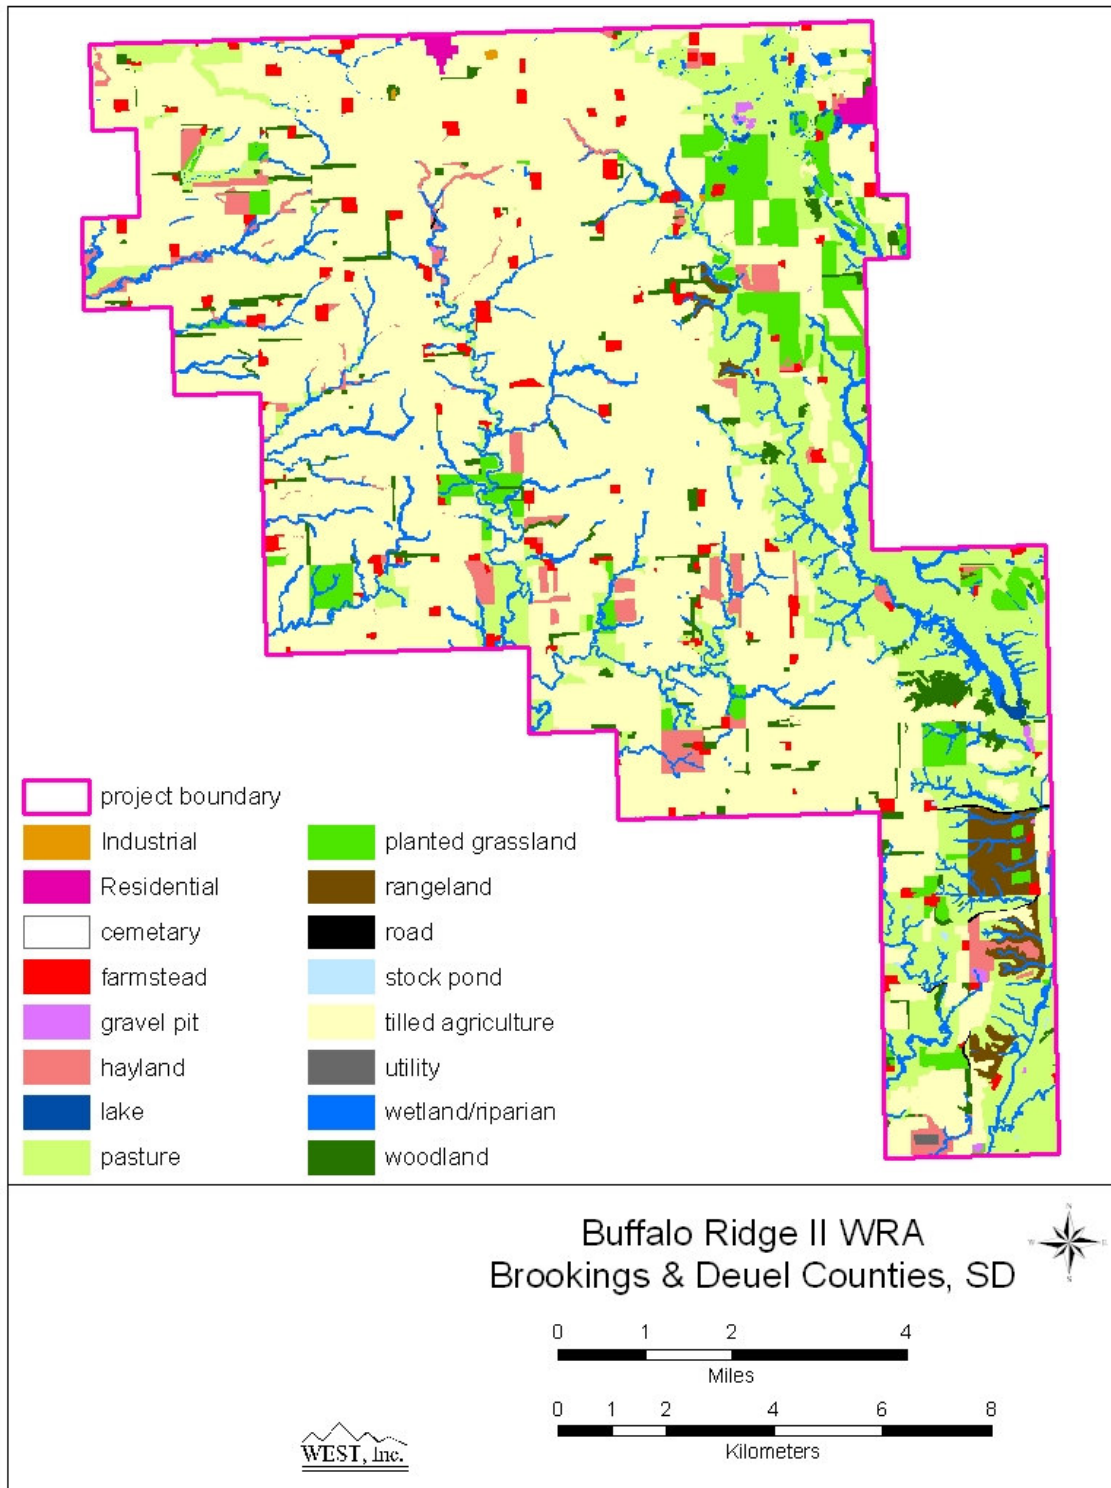 project boundary
Industrial
Residential
cemetary
farmstead
gravel pit
hayland
lake
pasture
planted grassland
rangeland
road
stock pond
tilled agriculture
utility
wetland/riparian
woodland
Buffalo Ridge II WRA
Brookings & Deuel Counties, SD
N
W E
S
0 1 2 4
Miles
0 1 2 4 6 8
Kilometers
WEST, Inc.